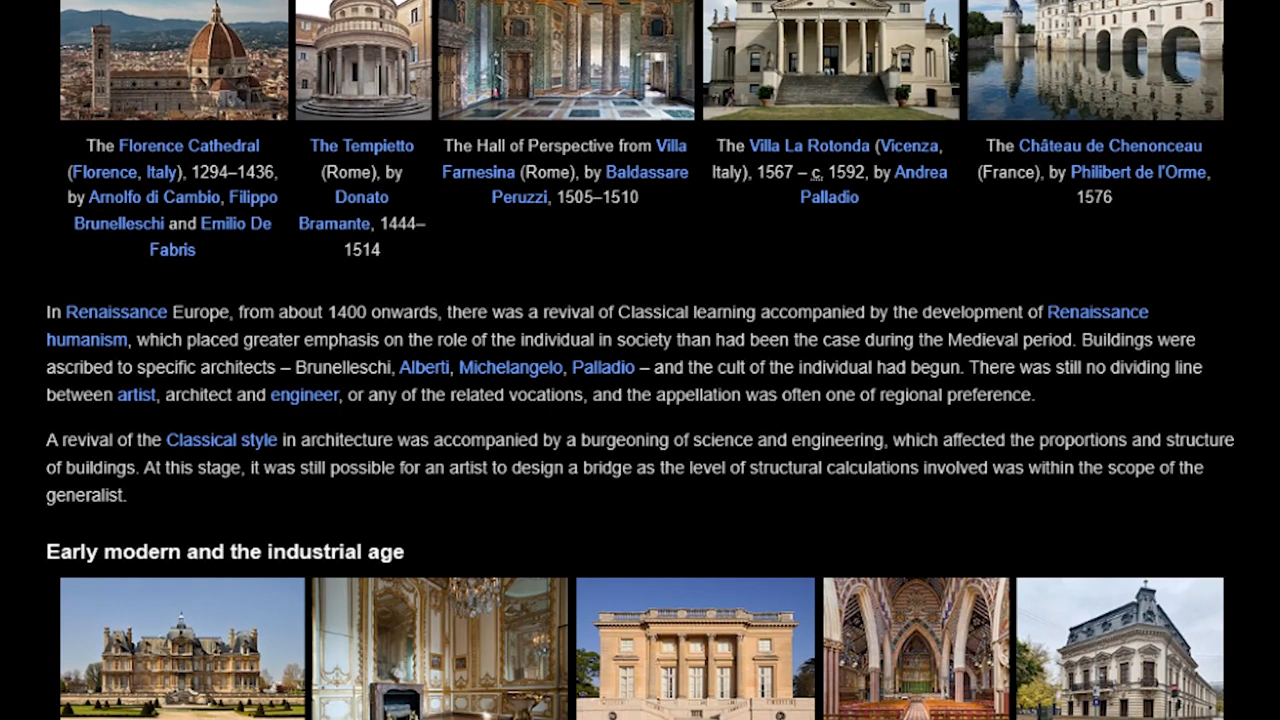 The Florence Cathedral
(Florence, Italy), 1294–1436,
by Arnolfo di Cambio, Filippo
Brunelleschi and Emilio De
Fabris
The Tempietto
(Rome), by
Donato
Bramante, 1444–
1514
The Hall of Perspective from Villa
Farnesina (Rome), by Baldassare
Peruzzi, 1505–1510
The Villa La Rotonda (Vicenza,
Italy), 1567 – c. 1592, by Andrea
Palladio
The Château de Chenonceau
(France), by Philibert de l'Orme,
1576
In Renaissance Europe, from about 1400 onwards, there was a revival of Classical learning accompanied by the development of Renaissance
humanism, which placed greater emphasis on the role of the individual in society than had been the case during the Medieval period. Buildings were
ascribed to specific architects – Brunelleschi, Alberti, Michelangelo, Palladio – and the cult of the individual had begun. There was still no dividing line
between artist, architect and engineer, or any of the related vocations, and the appellation was often one of regional preference.
A revival of the Classical style in architecture was accompanied by a burgeoning of science and engineering, which affected the proportions and structure
of buildings. At this stage, it was still possible for an artist to design a bridge as the level of structural calculations involved was within the scope of the
generalist.
Early modern and the industrial age